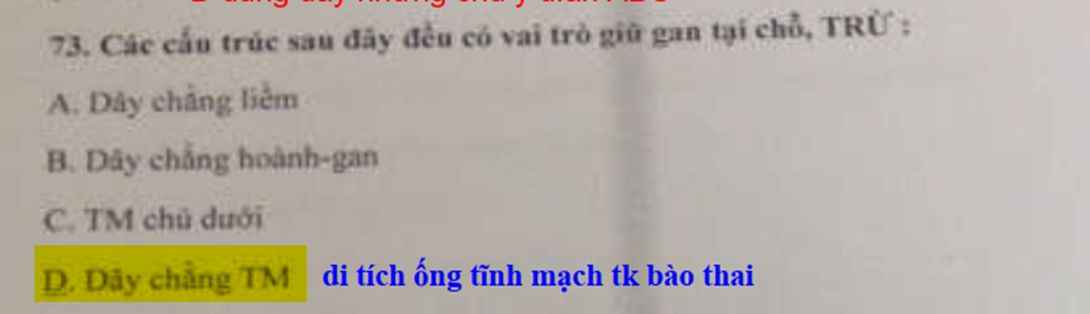 73. Các cấu trúc sau đây đều có vai trò giữ gan tại chỗ, TRỪ :
A. Dây chằng liềm
B. Dây chằng hoành-gan
C. TM chủ dưới
D. Dây chằng TM di tích ống tĩnh mạch tk bào thai